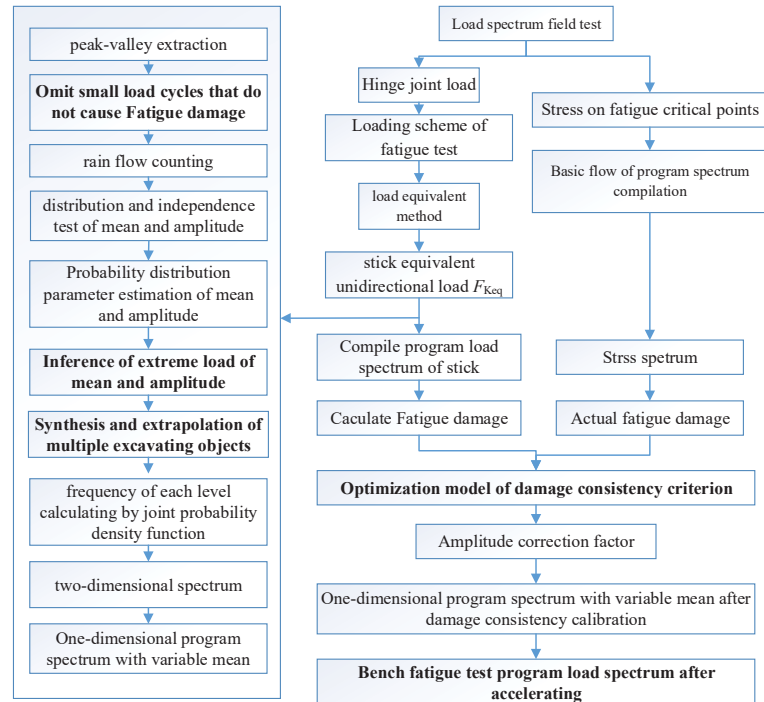 peak-valley extraction
Omit small load cycles that do
not cause Fatigue damage
rain flow counting
distribution and independence
test of mean and amplitude
Probability distribution
parameter estimation of mean
and amplitude
Inference of extreme load of
mean and amplitude
Synthesis and extrapolation of
multiple excavating objects
frequency of each level
calculating by joint probability
density function
two-dimensional spectrum
One-dimensional program
spectrum with variable mean
Load spectrum field test
Hinge joint load
Loading scheme of
fatigue test
load equivalent
method
stick equivalent
unidirectional load FKeq
Compile program load
spectrum of stick
Caculate Fatigue damage
Stress on fatigue critical points
Basic flow of program spectrum
compilation
Strss spetrum
Actual fatigue damage
Optimization model of damage consistency criterion
Amplitude correction factor
One-dimensional program spectrum with variable mean after
damage consistency calibration
Bench fatigue test program load spectrum after
accelerating